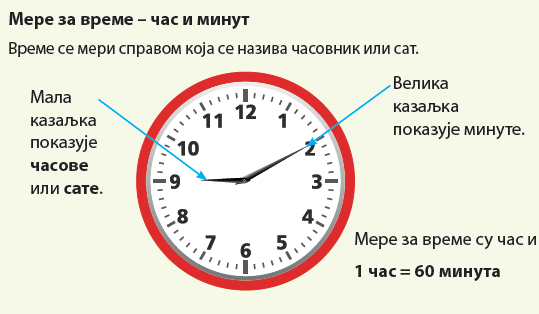 Мере за време – час и минут
Време се мери справом која се назива часовник или сат.
Мала
казаљка
показује
часове
или сате.
Велика
казаљка
показује минуте.
12
1
2
3
4
5
6
7
8
9
10
11
Мере за време су час и
1 час = 60 минута